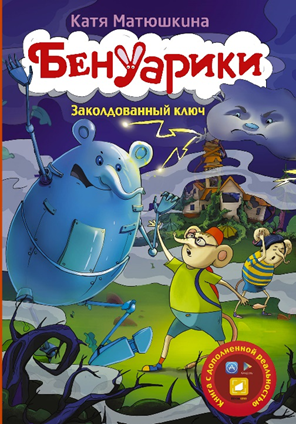 Катя Матюшкина
Бенуарики
Заколдованный ключ
Книга с дополненной реальностью